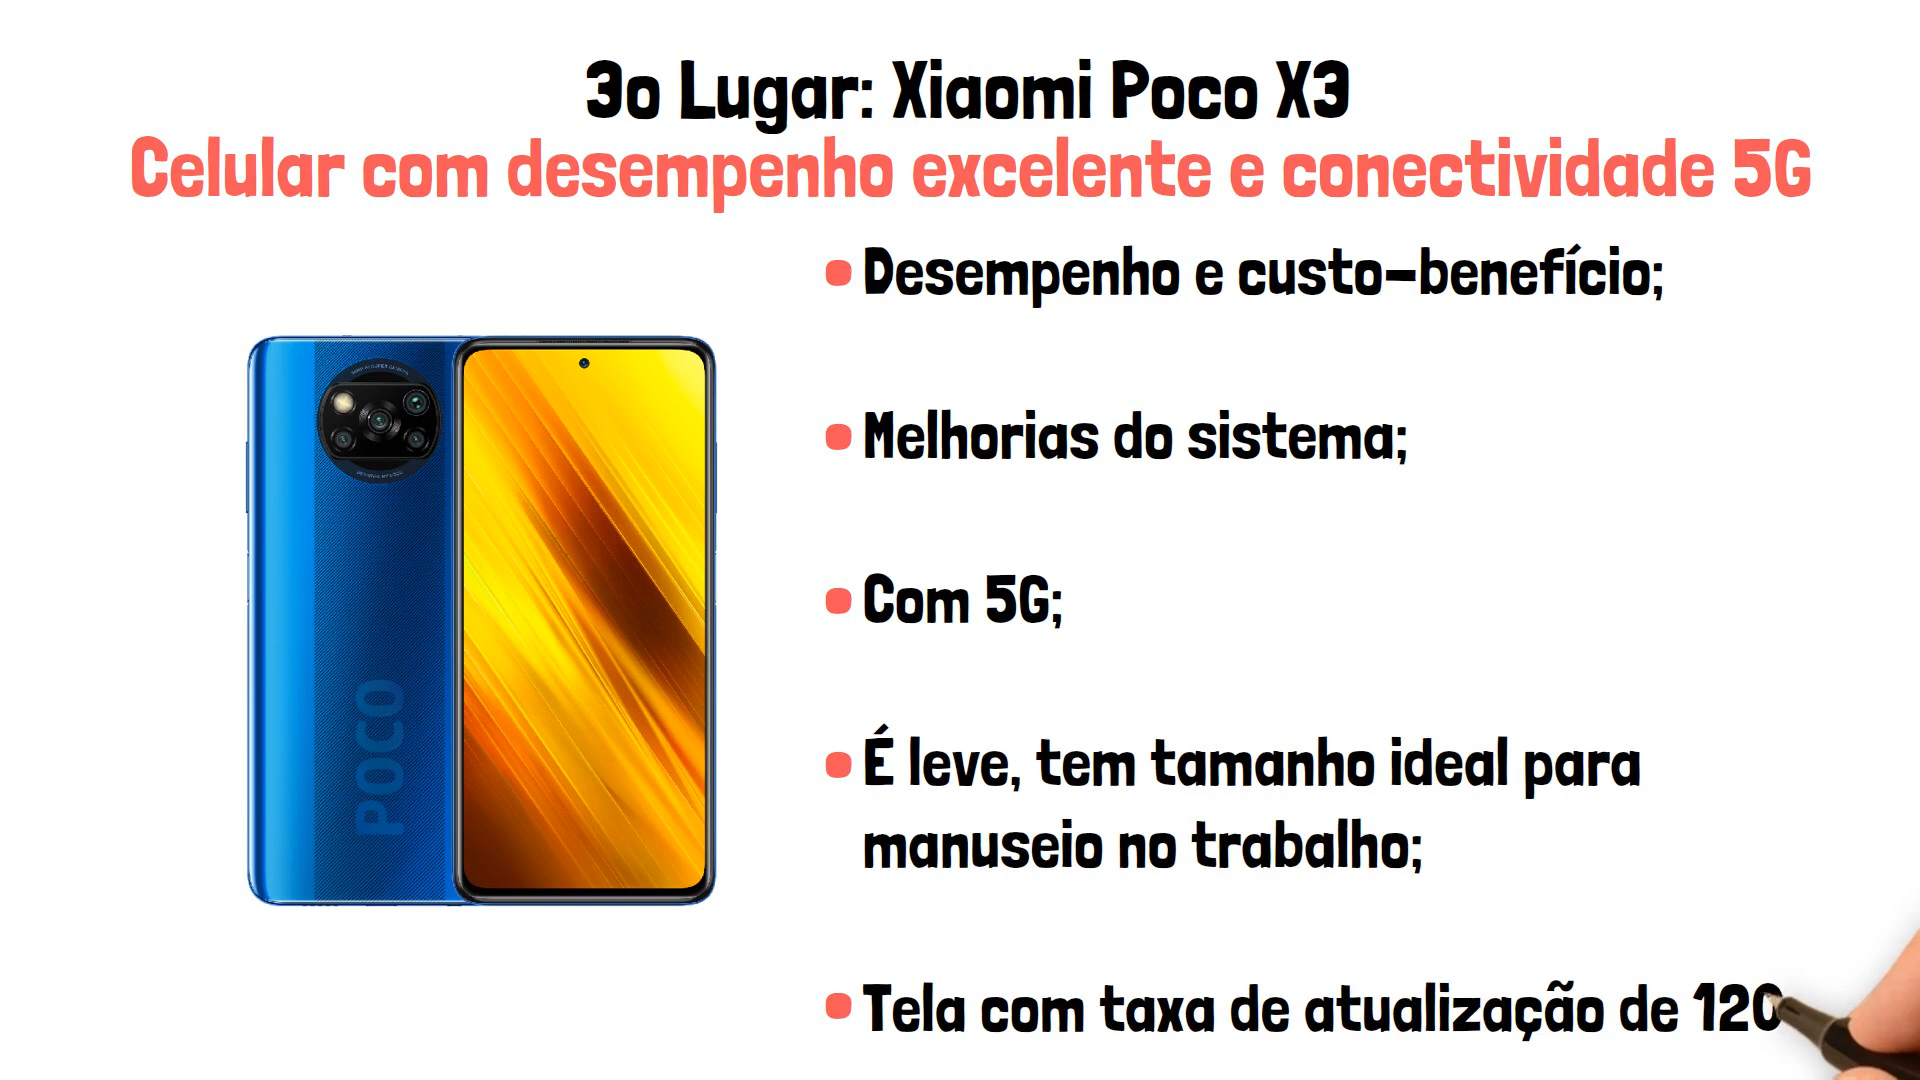 3o Lugar: Xiaomi Poco X3
Celular com desempenho excelente e conectividade 5G
Desempenho e custo-benefício;
Melhorias do sistema;
Com 5G;
É leve, tem tamanho ideal para
manuseio no trabalho;
Tela com taxa de atualização de 120
POCO